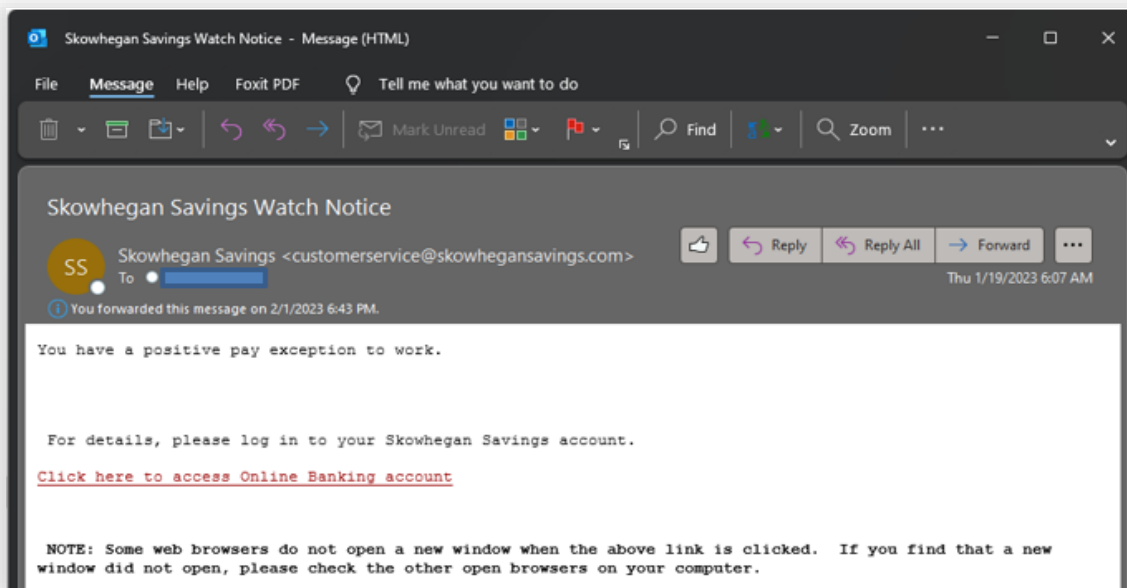 Skowhegan Savings Watch Notice - Message (HTML)
File Message Help Foxit PDF Tell me what you want to do
Mark Unread Find Zoom
Skowhegan Savings Watch Notice
SS
Skowhegan Savings <customerservice@skowhegansavings.com>
Reply Reply All Forward
To
Thu 1/19/2023 6:07 AM
You forwarded this message on 2/1/2023 6:43 PM.
You have a positive pay exception to work.
For details, please log in to your Skowhegan Savings account.
Click here to access Online Banking account
NOTE: Some web browsers do not open a new window when the above link is clicked. If you find that a new
window did not open, please check the other open browsers on your computer.